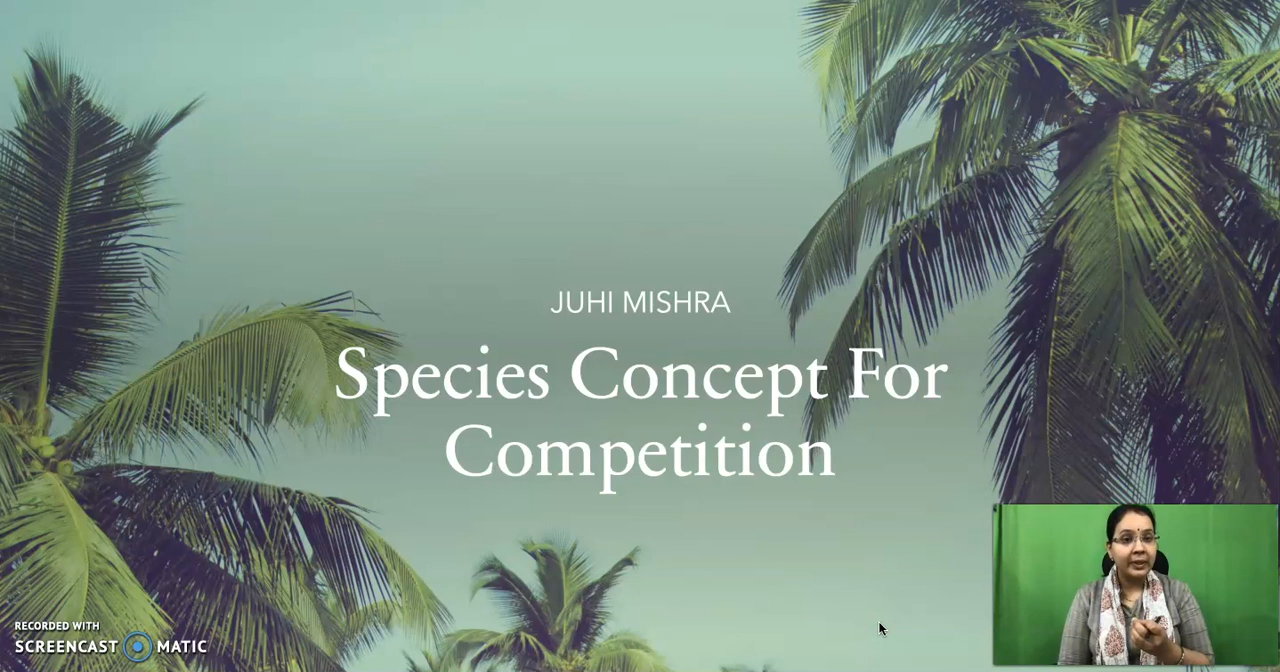 JUHI MISHRA
Species Concept For
Competition
RECORDED WITH
SCREENCAST MATIC